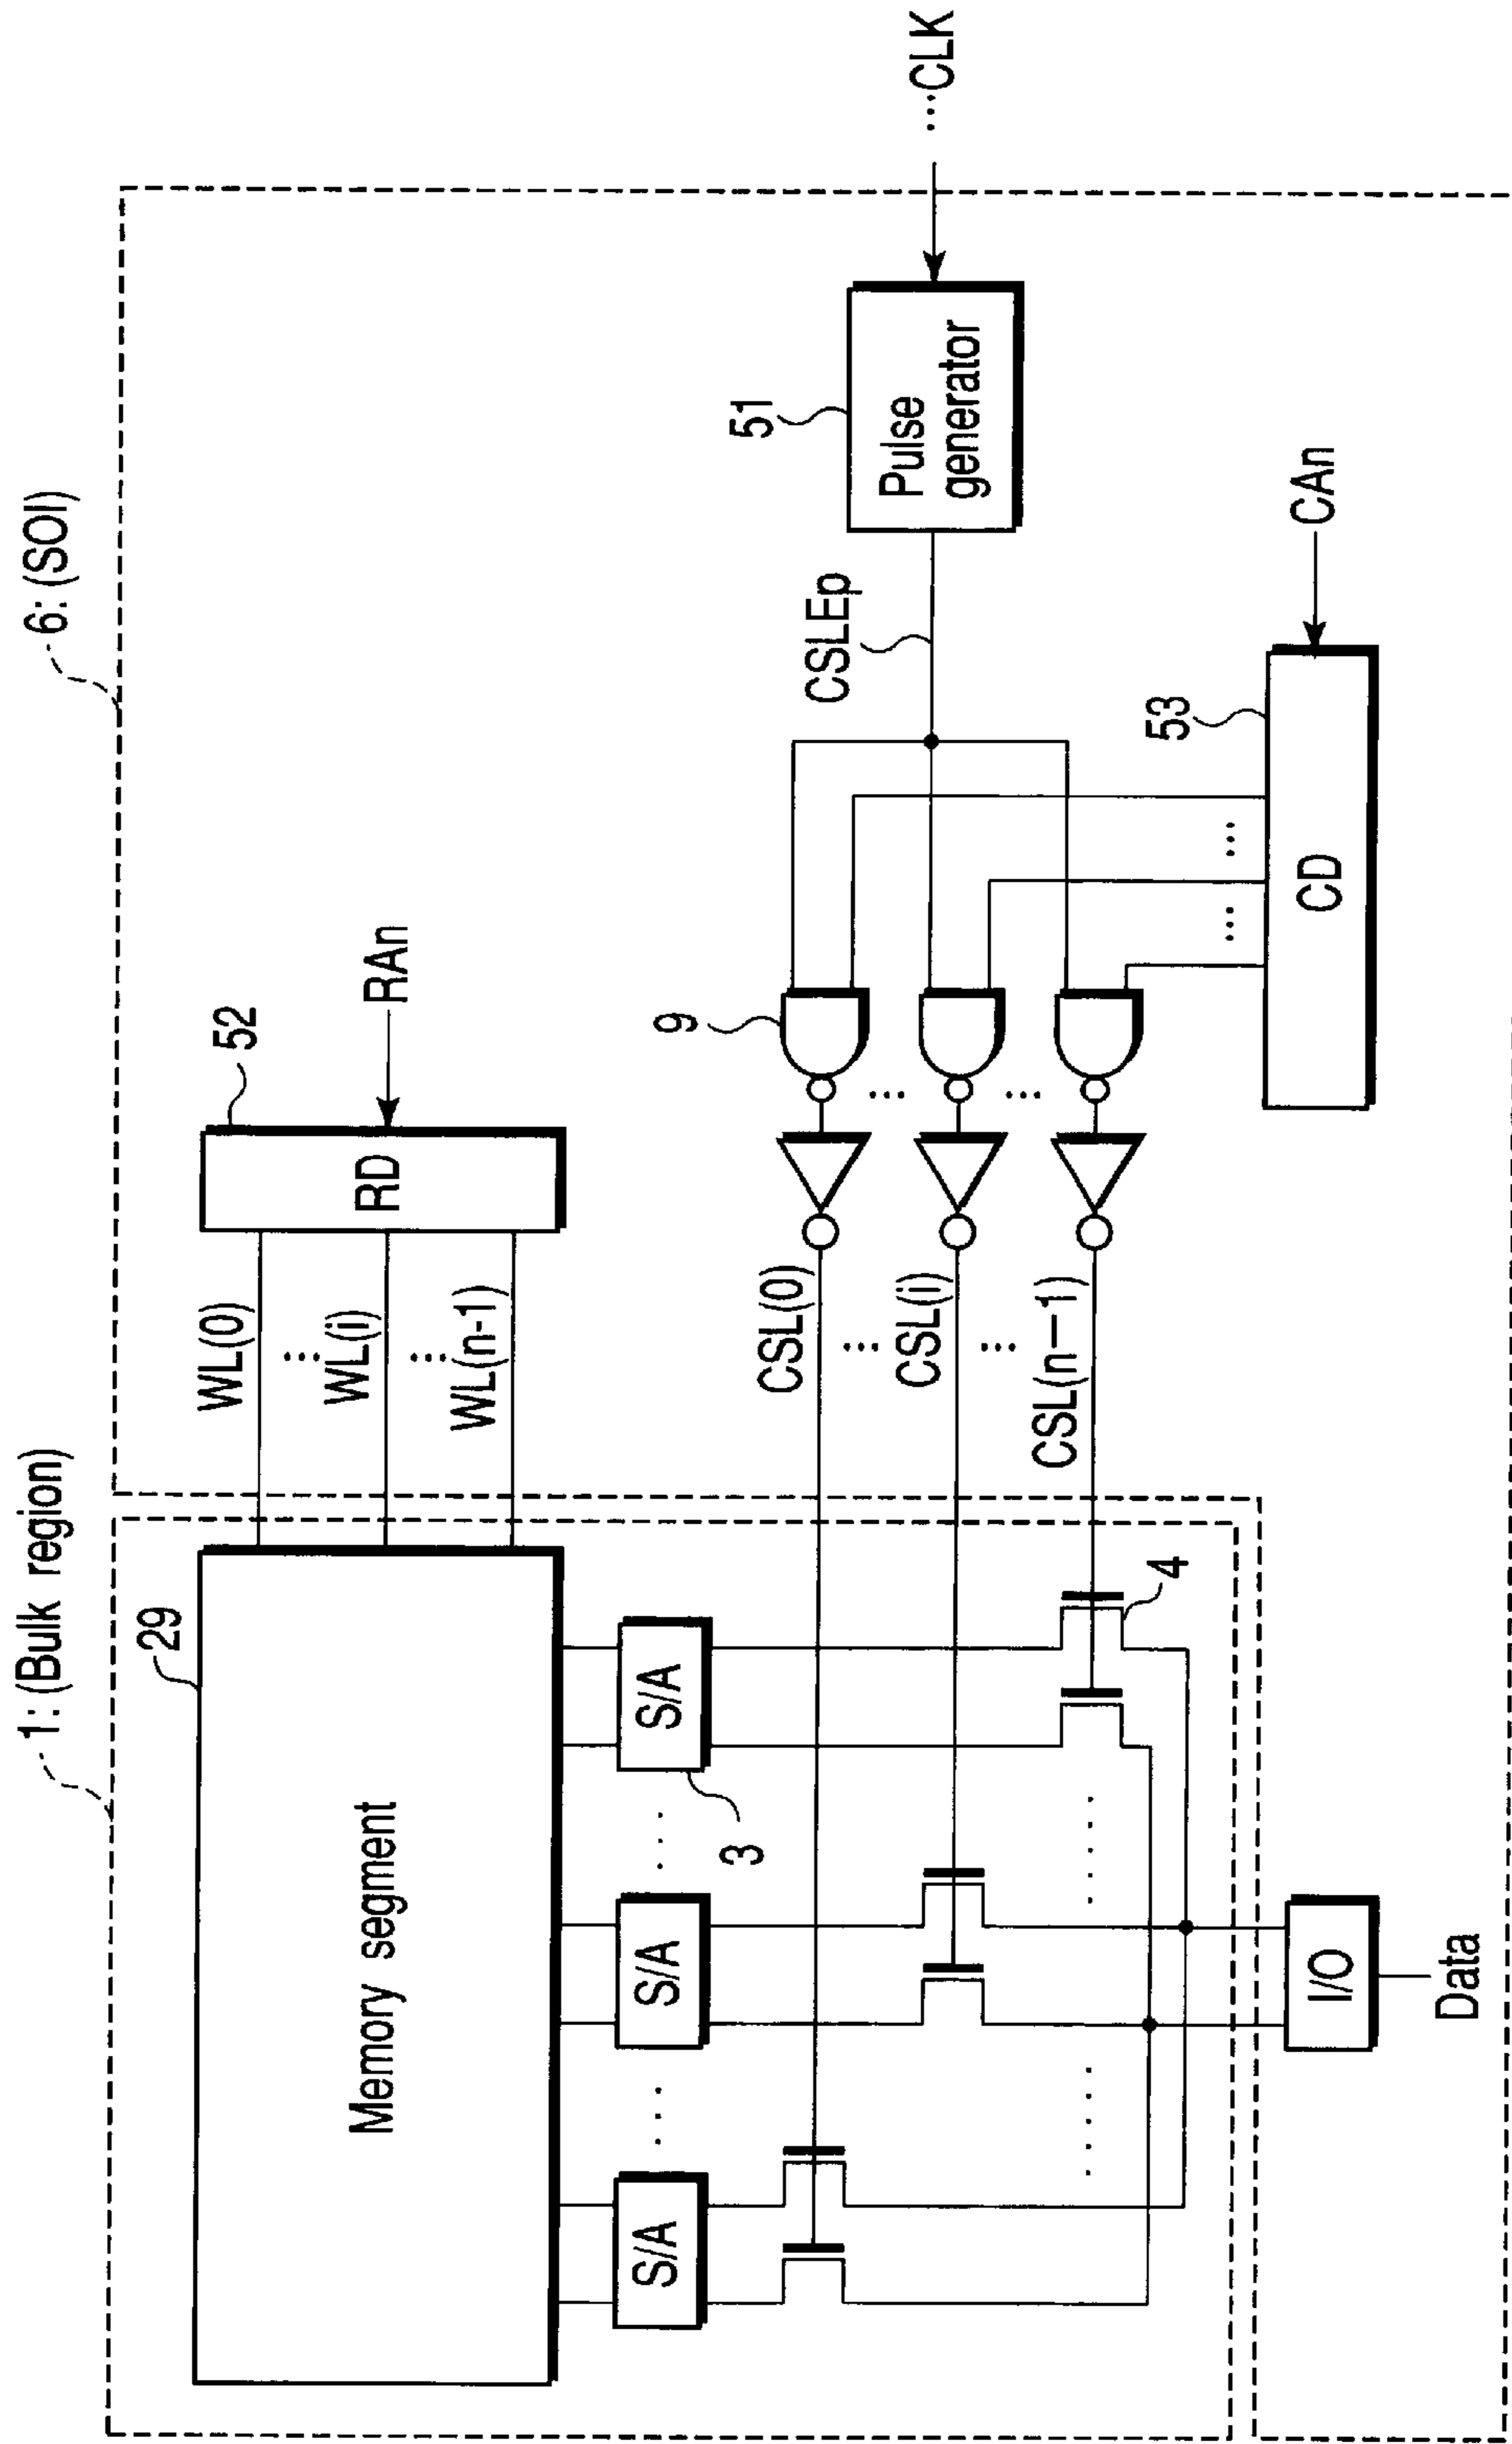 1: (Bulk region)
6: (SOI)
29
Memory segment
WL(0)
WL(i)
WL(n-1)
52
RD
RAn
S/A
S/A
S/A
3
4
CSL(0)
CSL(i)
CSL(n−1)
9
CSLEp
51
Pulse
generator
CLK
53
CD
CAn
I/O
Data